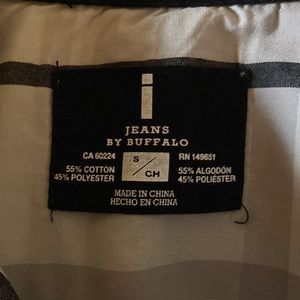 i
JEANS
BY BUFFALO
CA 60224 S/CH RN 149651
55% COTTON 55% ALGODÓN
45% POLYESTER 45% POLIÉSTER
MADE IN CHINA
HECHO EN CHINA